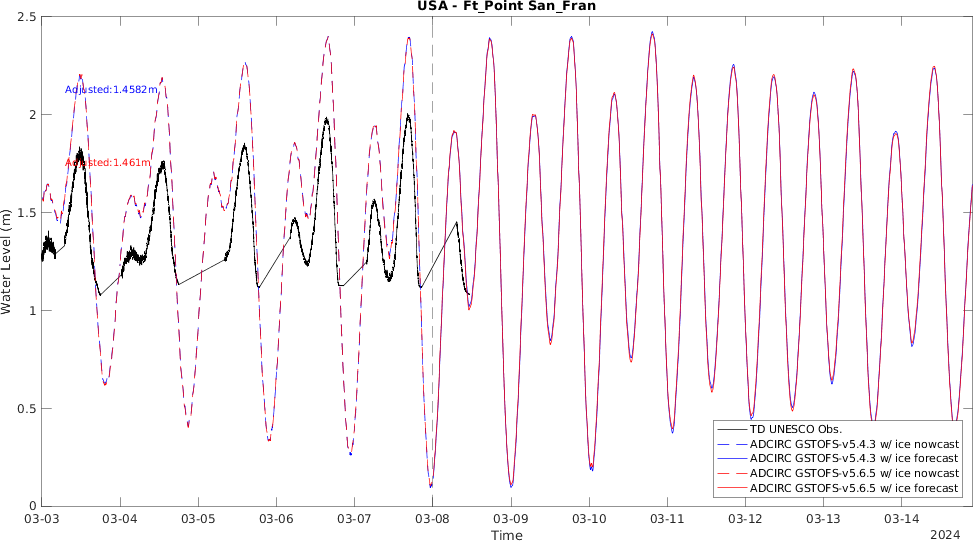 USA - Ft_Point San_Fran
2.5
2
1.5
1
0.5
0
Water Level (m)
Adjusted:1.4582m
Adjusted:1.461m
TD UNESCO Obs.
ADCIRC GSTOFS-v5.4.3 w/ ice nowcast
ADCIRC GSTOFS-v5.4.3 w/ ice forecast
ADCIRC GSTOFS-v5.6.5 w/ ice nowcast
ADCIRC GSTOFS-v5.6.5 w/ ice forecast
03-03 03-04 03-05 03-06 03-07 03-08 03-09 03-10 03-11 03-12 03-13 03-14
Time
2024